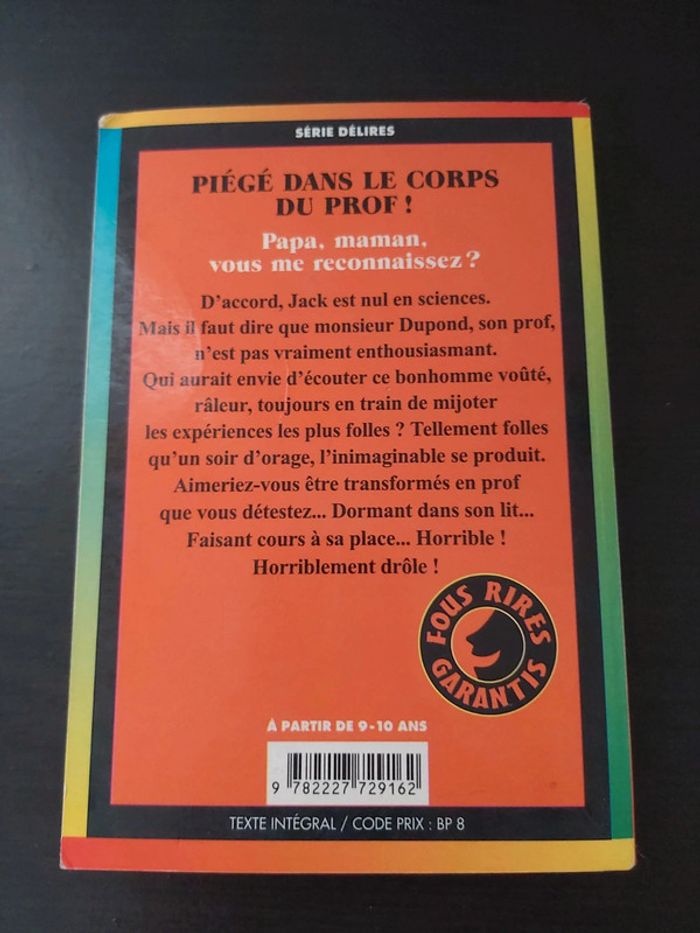 SÉRIE DÉLIRES
PIÉGÉ DANS LE CORPS
DU PROF !
Papa, maman,
vous me reconnaissez ?
D'accord, Jack est nul en sciences.
Mais il faut dire que monsieur Dupond, son prof,
n'est pas vraiment enthousiasmant.
Qui aurait envie d'écouter ce bonhomme voûté,
râleur, toujours en train de mijoter
les expériences les plus folles ? Tellement folles
qu'un soir d'orage, l'inimaginable se produit.
Aimeriez-vous être transformés en prof
que vous détestez... Dormant dans son lit...
Faisant cours à sa place... Horrible !
Horriblement drôle !
FOUS RIRES
GARANTIS
À PARTIR DE 9-10 ANS
9 782227 729162
TEXTE INTÉGRAL / CODE PRIX : BP 8